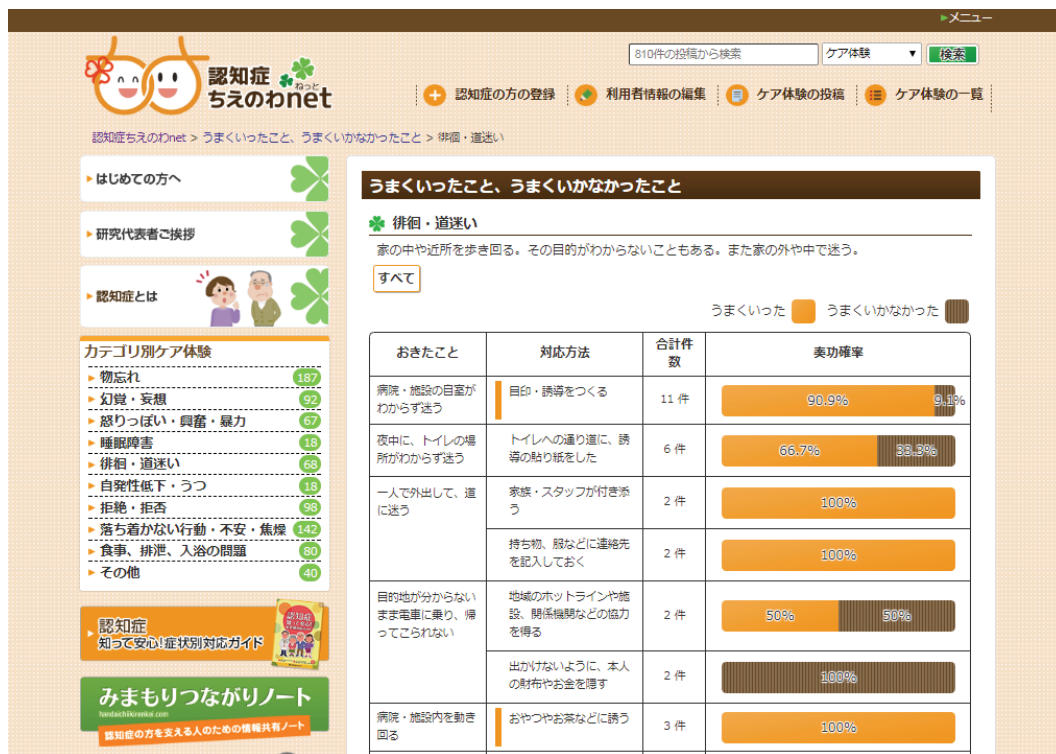 メニュー
認知症
ちえのわnet
ねっと
810件の投稿から検索
ケア体験
検索
認知症の方の登録
利用者情報の編集
ケア体験の投稿
ケア体験の一覧
認知症ちえのわnet > うまくいったこと、うまくいかなかったこと > 徘徊・道迷い
はじめての方へ
研究代表者ご挨拶
認知症とは
カテゴリ別ケア体験
物忘れ 187
幻覚・妄想 92
怒りっぽい・興奮・暴力 67
睡眠障害 18
徘徊・道迷い 68
自発性低下・うつ 18
拒絶・拒否 98
落ち着かない行動・不安・焦燥 142
食事、排泄、入浴の問題 80
その他 40
認知症
知って安心!症状別対応ガイド
みまもりつながりノート
handaichikirenkei.com
認知症の方を支える人のための情報共有ノート
うまくいったこと、うまくいかなかったこと
徘徊・道迷い
家の中や近所を歩き回る。その目的がわからないこともある。また家の外や中で迷う。
すべて
うまくいった うまくいかなかった
おきたこと 対応方法 合計件
数 奏功確率
病院・施設の自室が
わからず迷う
目印・誘導をつくる
11 件
90.9% 9.1%
夜中に、トイレの場
所がわからず迷う
トイレへの通り道に、誘
導の貼り紙をした
6 件
66.7% 33.3%
一人で外出して、道
に迷う
家族・スタッフが付き添
う
2 件
100%
持ち物、服などに連絡先
を記入しておく
2 件
100%
目的地が分からない
まま電車に乗り、帰
ってこられない
地域のホットラインや施
設、関係機関などの協力
を得る
2 件
50% 50%
出かけないように、本人
の財布やお金を隠す
2 件
100%
病院・施設内を動き
回る
おやつやお茶などに誘う
3 件
100%